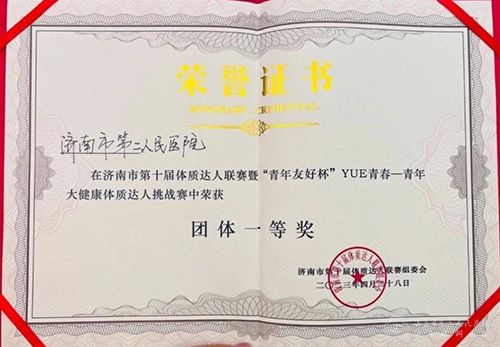 荣誉证书
济南市第二人民医院
在济南市第十届体质达人联赛暨“青年友好杯”YUE青春—青年
大健康体质达人挑战赛中荣获
团体一等奖
济南市第十届体质达人联赛组委会
二〇二三年四月二十八日